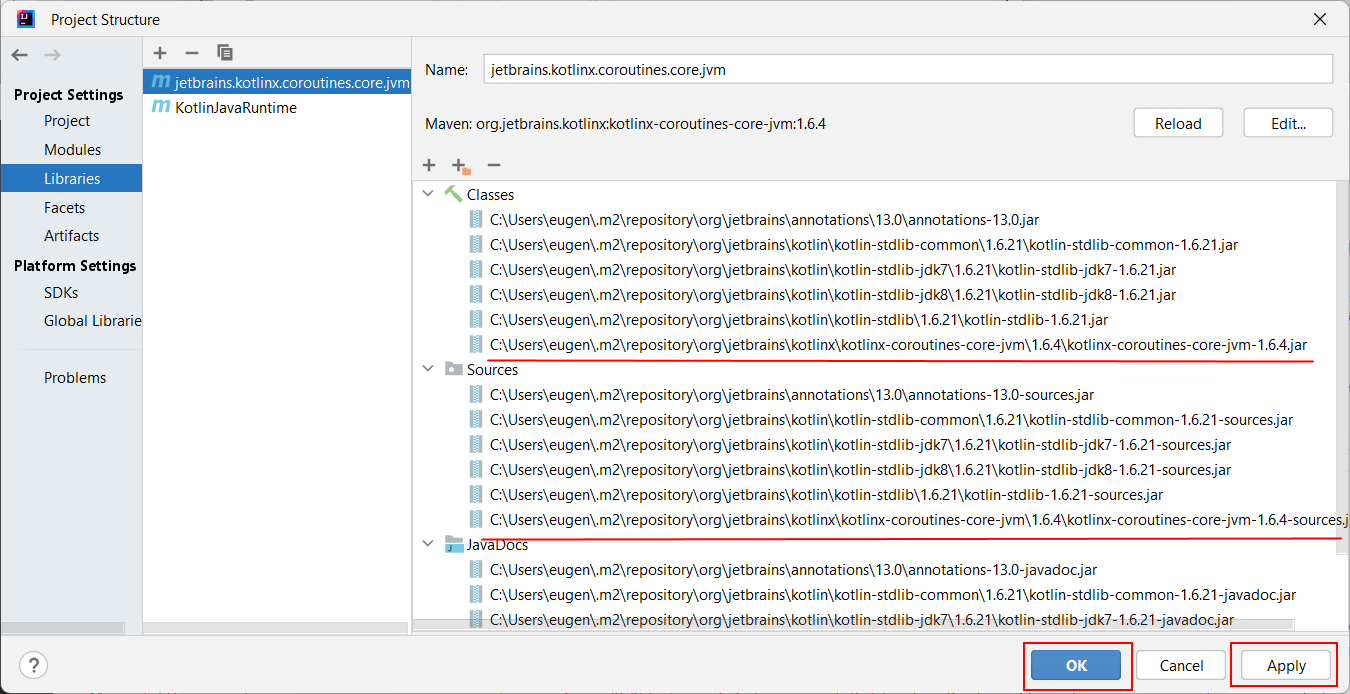 Project Structure
Project Settings
Project
Modules
Libraries
Facets
Artifacts
Platform Settings
SDKs
Global Librarie
Problems
jetbrains.kotlinx.coroutines.core.jvm
KotlinJavaRuntime
Name: jetbrains.kotlinx.coroutines.core.jvm
Maven: org.jetbrains.kotlinx:kotlinx-coroutines-core-jvm:1.6.4 Reload Edit...
Classes
C:\Users\eugen\.m2\repository\org\jetbrains\annotations\13.0\annotations-13.0.jar
C:\Users\eugen\.m2\repository\org\jetbrains\kotlin\kotlin-stdlib-common\1.6.21\kotlin-stdlib-common-1.6.21.jar
C:\Users\eugen\.m2\repository\org\jetbrains\kotlin\kotlin-stdlib-jdk7\1.6.21\kotlin-stdlib-jdk7-1.6.21.jar
C:\Users\eugen\.m2\repository\org\jetbrains\kotlin\kotlin-stdlib-jdk8\1.6.21\kotlin-stdlib-jdk8-1.6.21.jar
C:\Users\eugen\.m2\repository\org\jetbrains\kotlin\kotlin-stdlib\1.6.21\kotlin-stdlib-1.6.21.jar
C:\Users\eugen\.m2\repository\org\jetbrains\kotlinx\kotlinx-coroutines-core-jvm\1.6.4\kotlinx-coroutines-core-jvm-1.6.4.jar
Sources
C:\Users\eugen\.m2\repository\org\jetbrains\annotations\13.0\annotations-13.0-sources.jar
C:\Users\eugen\.m2\repository\org\jetbrains\kotlin\kotlin-stdlib-common\1.6.21\kotlin-stdlib-common-1.6.21-sources.jar
C:\Users\eugen\.m2\repository\org\jetbrains\kotlin\kotlin-stdlib-jdk7\1.6.21\kotlin-stdlib-jdk7-1.6.21-sources.jar
C:\Users\eugen\.m2\repository\org\jetbrains\kotlin\kotlin-stdlib-jdk8\1.6.21\kotlin-stdlib-jdk8-1.6.21-sources.jar
C:\Users\eugen\.m2\repository\org\jetbrains\kotlin\kotlin-stdlib\1.6.21\kotlin-stdlib-1.6.21-sources.jar
C:\Users\eugen\.m2\repository\org\jetbrains\kotlinx\kotlinx-coroutines-core-jvm\1.6.4\kotlinx-coroutines-core-jvm-1.6.4-sources.j
JavaDocs
C:\Users\eugen\.m2\repository\org\jetbrains\annotations\13.0\annotations-13.0-javadoc.jar
C:\Users\eugen\.m2\repository\org\jetbrains\kotlin\kotlin-stdlib-common\1.6.21\kotlin-stdlib-common-1.6.21-javadoc.jar
C:\Users\eugen\.m2\repository\org\jetbrains\kotlin\kotlin-stdlib-jdk7\1.6.21\kotlin-stdlib-jdk7-1.6.21-javadoc.jar
? OK Cancel Apply